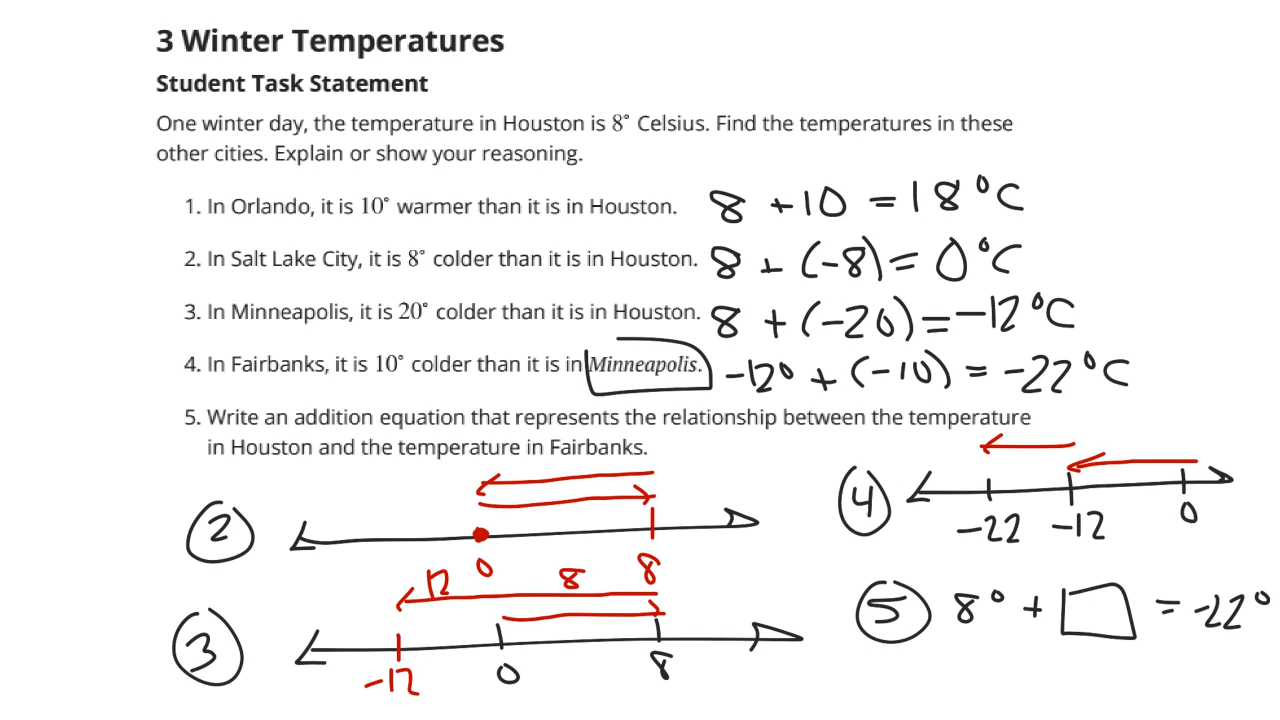 3 Winter Temperatures
Student Task Statement
One winter day, the temperature in Houston is 8° Celsius. Find the temperatures in these
other cities. Explain or show your reasoning.
1. In Orlando, it is 10° warmer than it is in Houston. 8 + 10 = 18°C
2. In Salt Lake City, it is 8° colder than it is in Houston. 8 + (-8) = 0°C
3. In Minneapolis, it is 20° colder than it is in Houston. 8 + (-20) = -12°C
4. In Fairbanks, it is 10° colder than it is in Minneapolis. -12° + (-10) = -22°C
5. Write an addition equation that represents the relationship between the temperature
in Houston and the temperature in Fairbanks.
2
0 8
12 8
3
-12 0 8
4
-22 -12 0
5 8° + □ = -22°